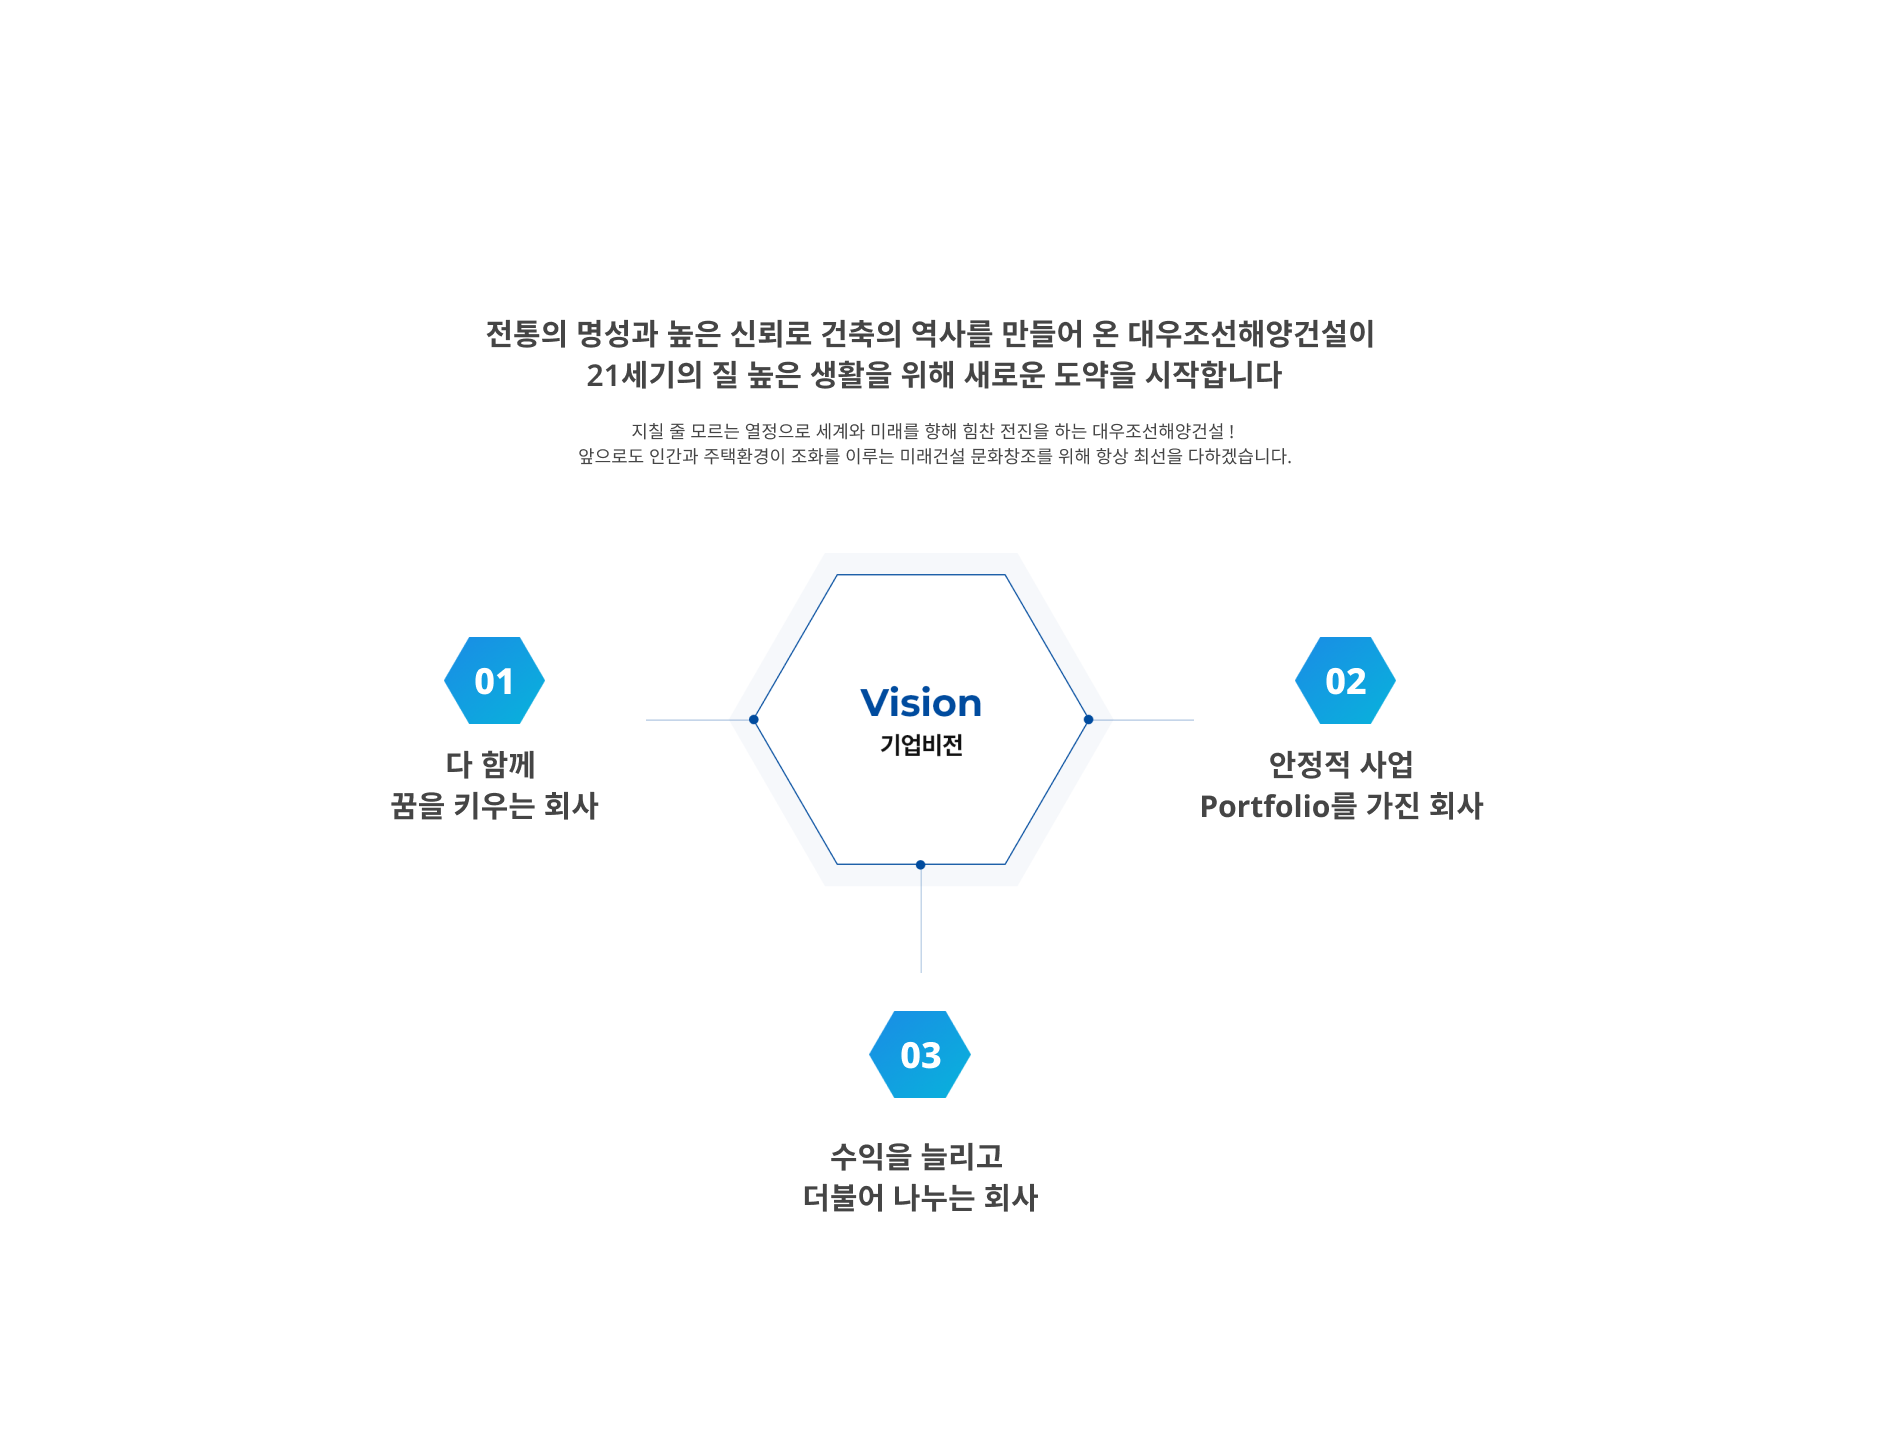 전통의 명성과 높은 신뢰로 건축의 역사를 만들어 온 대우조선해양건설이
21세기의 질 높은 생활을 위해 새로운 도약을 시작합니다
지칠 줄 모르는 열정으로 세계와 미래를 향해 힘찬 전진을 하는 대우조선해양건설 !
앞으로도 인간과 주택환경이 조화를 이루는 미래건설 문화창조를 위해 항상 최선을 다하겠습니다.
Vision
기업비전
01
다 함께
꿈을 키우는 회사
02
안정적 사업
Portfolio를 가진 회사
03
수익을 늘리고
더불어 나누는 회사